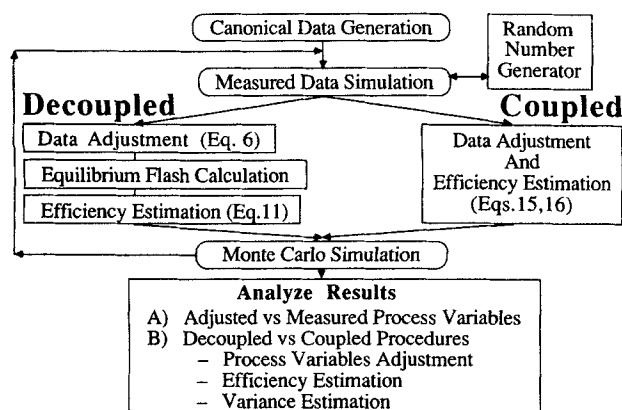 Canonical Data Generation
Random
Number
Generator
Measured Data Simulation
Decoupled
Coupled
Data Adjustment (Eq. 6)
Equilibrium Flash Calculation
Efficiency Estimation (Eq.11)
Data Adjustment
And
Efficiency Estimation
(Eqs.15,16)
Monte Carlo Simulation
Analyze Results
A) Adjusted vs Measured Process Variables
B) Decoupled vs Coupled Procedures
– Process Variables Adjustment
– Efficiency Estimation
– Variance Estimation